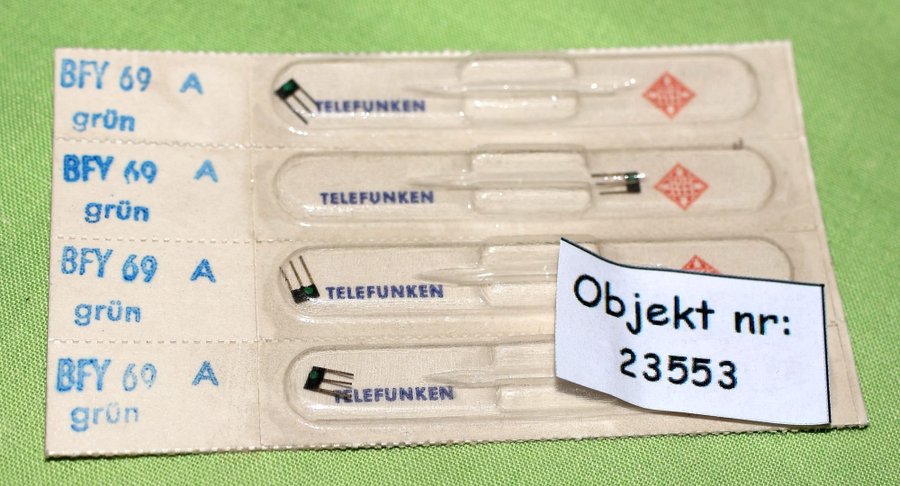 BFY 69 A
grün
TELEFUNKEN
BFY 69 A
grün
TELEFUNKEN
BFY 69 A
grün
TELEFUNKEN
BFY 69 A
grün
TELEFUNKEN
Objekt nr:
23553